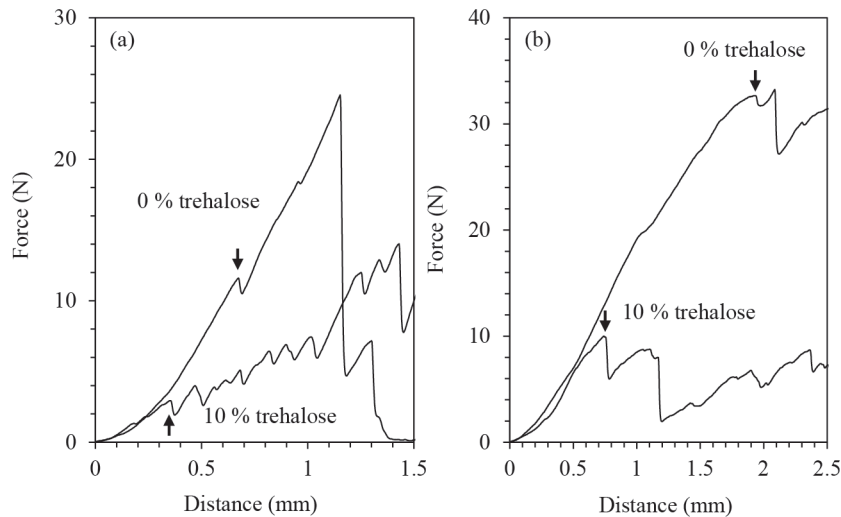 (a)
30
20
10
0
Force (N)
0 % trehalose
10 % trehalose
0
0.5
1
1.5
Distance (mm)
(b)
40
30
20
10
0
Force (N)
0 % trehalose
10 % trehalose
0
0.5
1
1.5
2
2.5
Distance (mm)